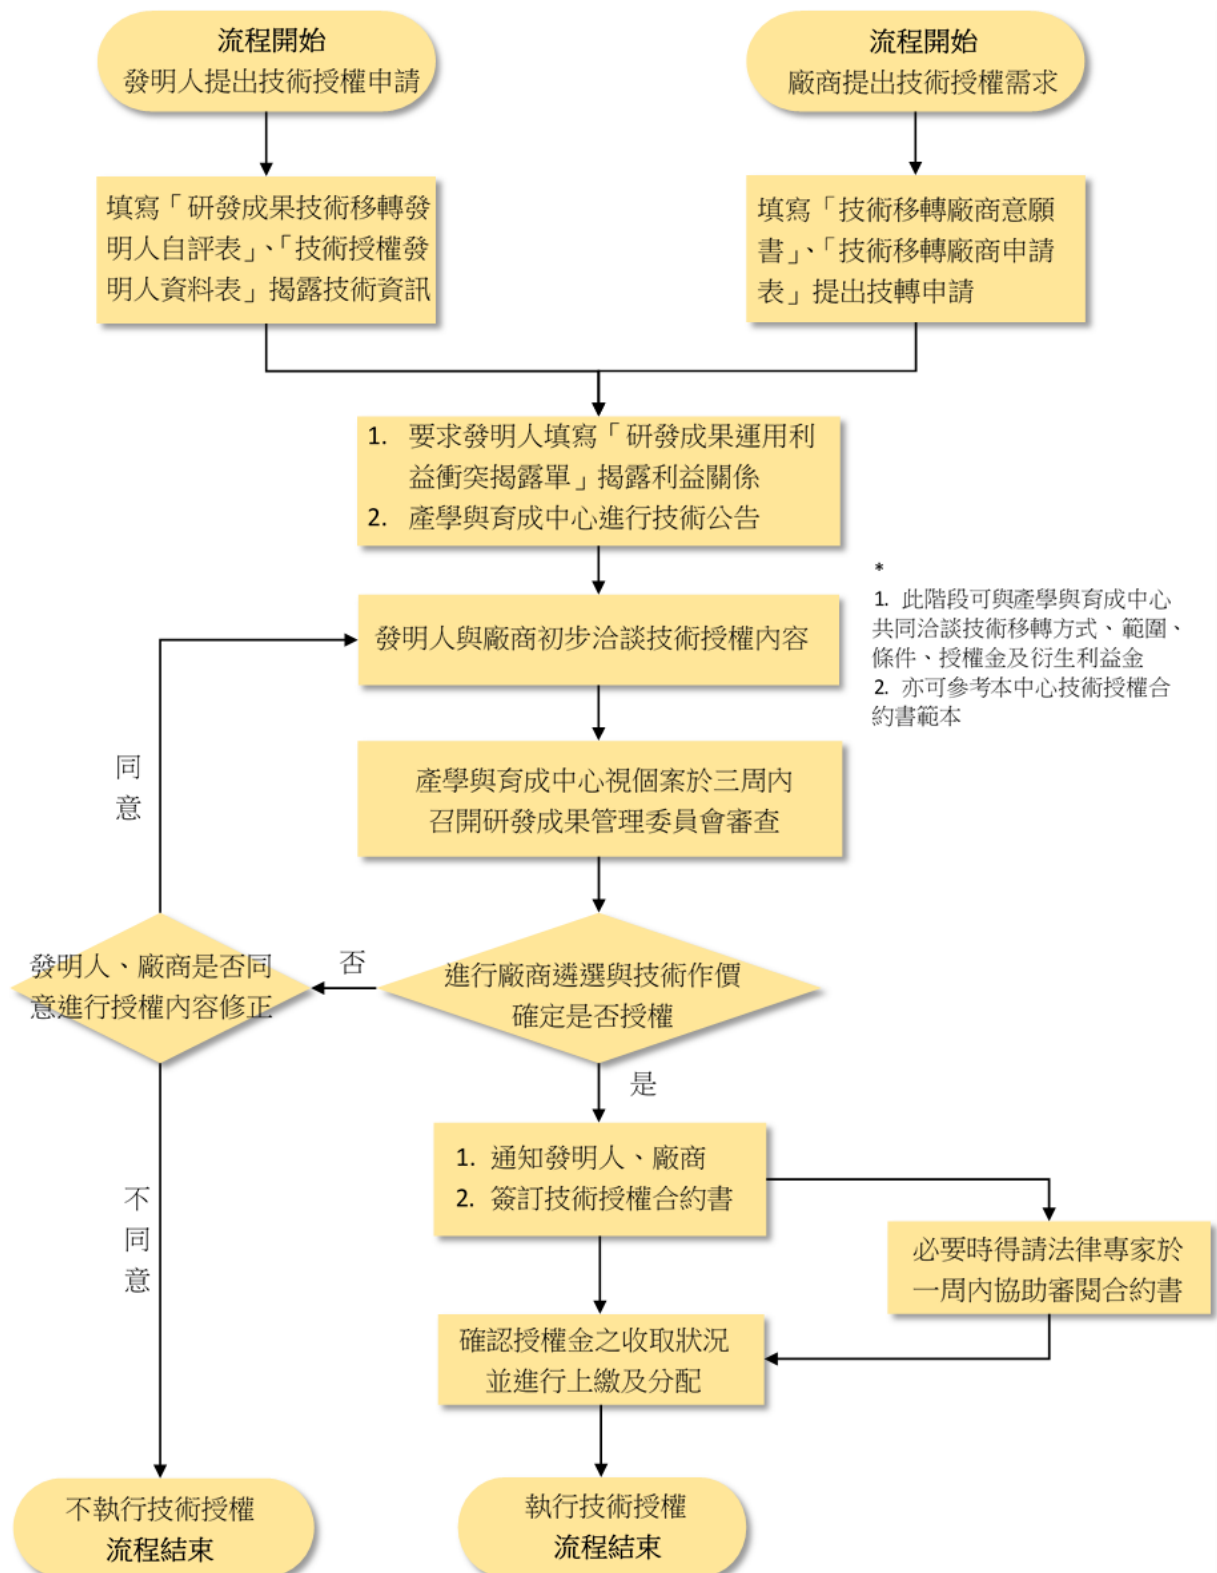 流程開始
發明人提出技術授權申請
流程開始
廠商提出技術授權需求
填寫「研發成果技術移轉發
明人自評表」、「技術授權發
明人資料表」揭露技術資訊
填寫「技術移轉廠商意願
書」、「技術移轉廠商申請
表」提出技轉申請
1. 要求發明人填寫「研發成果運用利
益衝突揭露單」揭露利益關係
2. 產學與育成中心進行技術公告
發明人與廠商初步洽談技術授權內容
*
1. 此階段可與產學與育成中心
共同洽談技術移轉方式、範圍、
條件、授權金及衍生利益金
2. 亦可參考本中心技術授權合
約書範本
同
意
產學與育成中心視個案於三周內
召開研發成果管理委員會審查
發明人、廠商是否同
意進行授權內容修正
否
進行廠商遴選與技術作價
確定是否授權
是
1. 通知發明人、廠商
2. 簽訂技術授權合約書
不
同
意
必要時得請法律專家於
一周內協助審閱合約書
確認授權金之收取狀況
並進行上繳及分配
不執行技術授權
流程結束
執行技術授權
流程結束